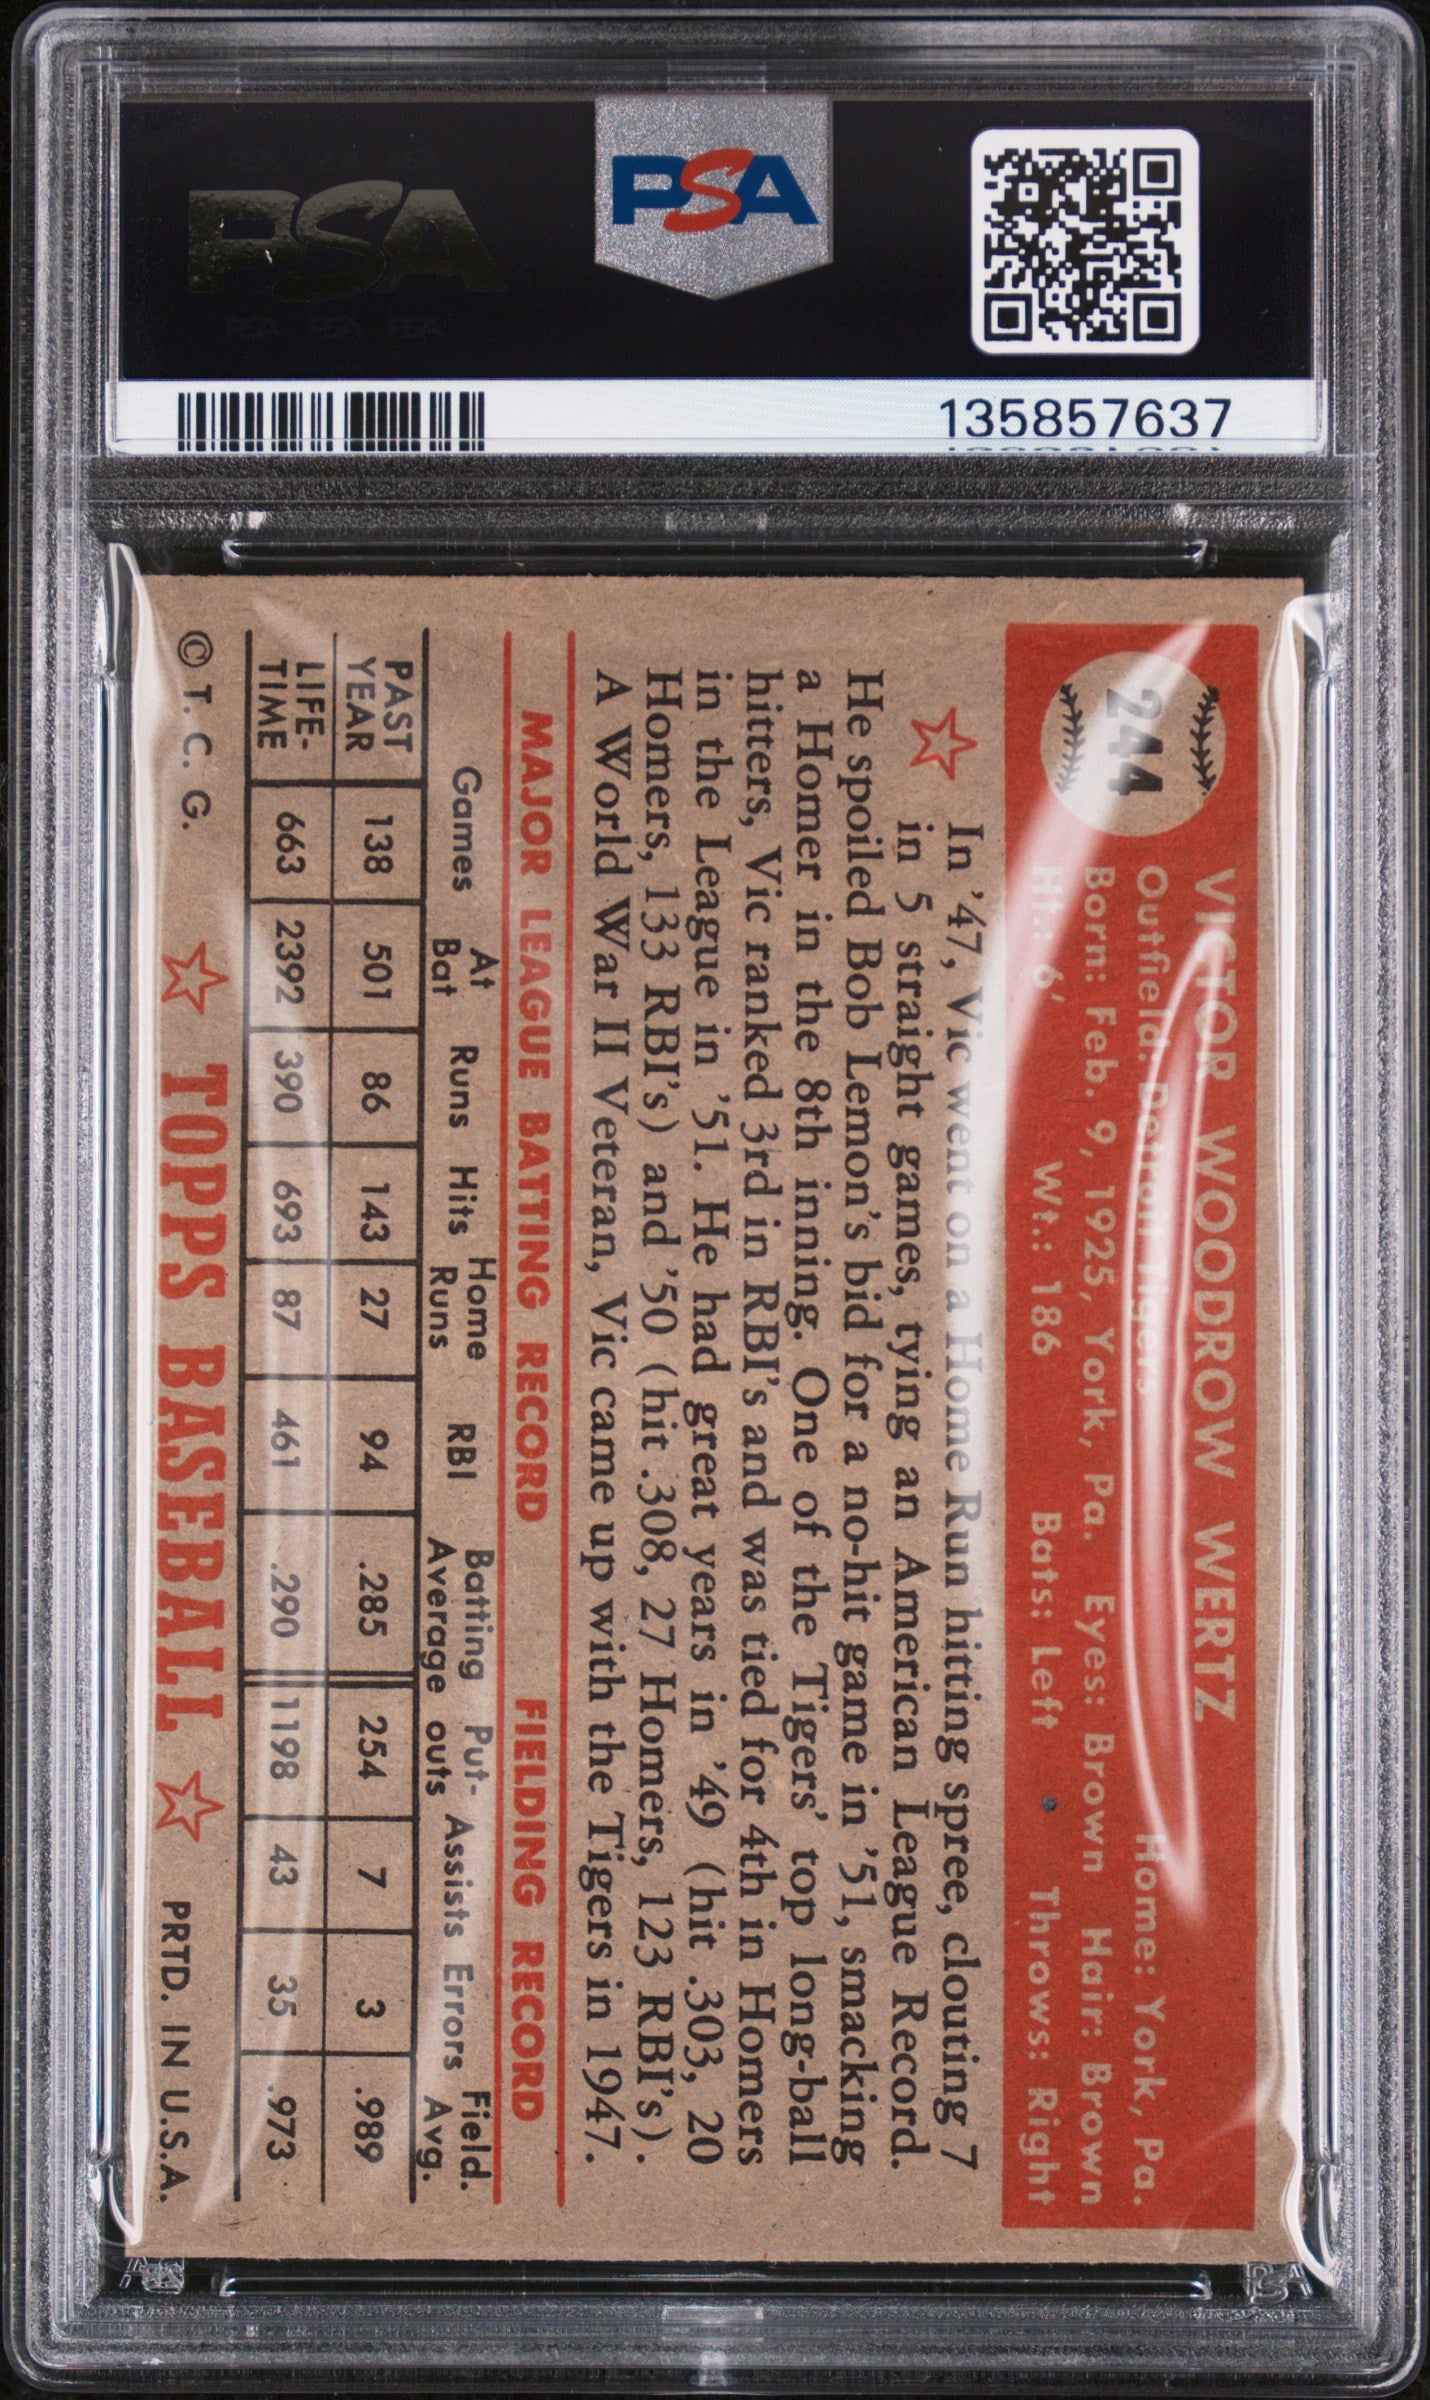 PSA
PSA
PSA PSA PSA
135857637
244
VICTOR WOODROW WERTZ
Outfield: Detroit Tigers Home: York, Pa.
Born: Feb. 9, 1925, York, Pa. Eyes: Brown Hair: Brown
Ht.: 6' Wt.: 186 Bats: Left • Throws: Right
In '47, Vic went on a Home Run hitting spree, clouting 7
in 5 straight games, tying an American League Record.
He spoiled Bob Lemon's bid for a no-hit game in '51, smacking
a Homer in the 8th inning. One of the Tigers' top long-ball
hitters, Vic ranked 3rd in RBI's and was tied for 4th in Homers
in the League in '51. He had great years in '49 (hit .303, 20
Homers, 133 RBI's) and '50 (hit .308, 27 Homers, 123 RBI's).
A World War II Veteran, Vic came up with the Tigers in 1947.
MAJOR LEAGUE BATTING RECORD FIELDING RECORD
Games At Bat Runs Hits Home Runs RBI Batting Average Put-outs Assists Errors Field. Avg.
PAST YEAR 138 501 86 143 27 94 .285 254 7 3 .989
LIFE-TIME 663 2392 390 693 87 461 .290 1198 43 35 .973
© T. C. G. TOPPS BASEBALL PRTD. IN U.S.A.
PSA